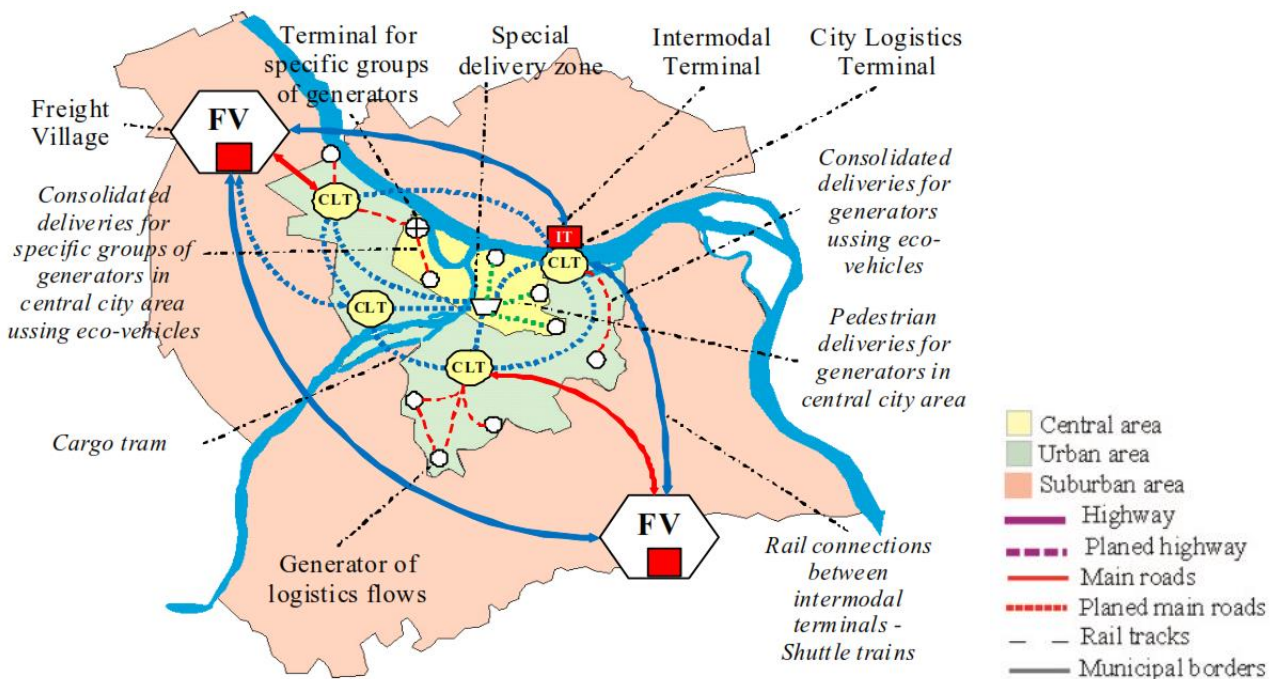 Terminal for
specific groups
of generators
Special
delivery zone
Intermodal
Terminal
City Logistics
Terminal
Freight
Village
FV
Consolidated
deliveries for
specific groups of
generators in
central city area
ussing eco-vehicles
Consolidated
deliveries for
generators
ussing eco-
vehicles
CLT
IT
CLT
CLT
CLT
Pedestrian
deliveries for
generators in
central city area
Cargo tram
FV
Generator of
logistics flows
Rail connections
between
intermodal
terminals -
Shuttle trains
Central area
Urban area
Suburban area
Highway
Planed highway
Main roads
Planed main roads
Rail tracks
Municipal borders